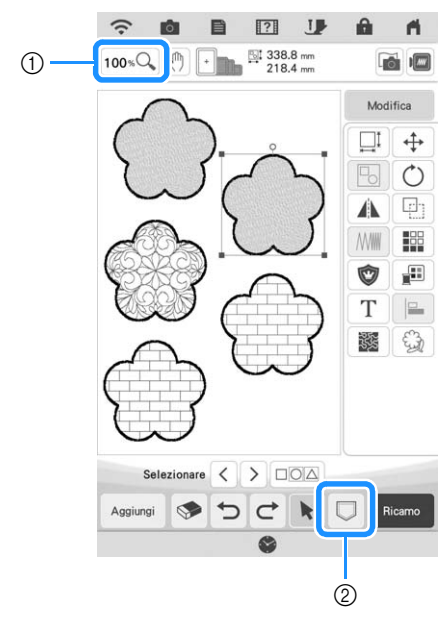 ① 100%
338.8 mm
218.4 mm
Modifica
T
Selezionare
Aggiungi
Ricamo
②